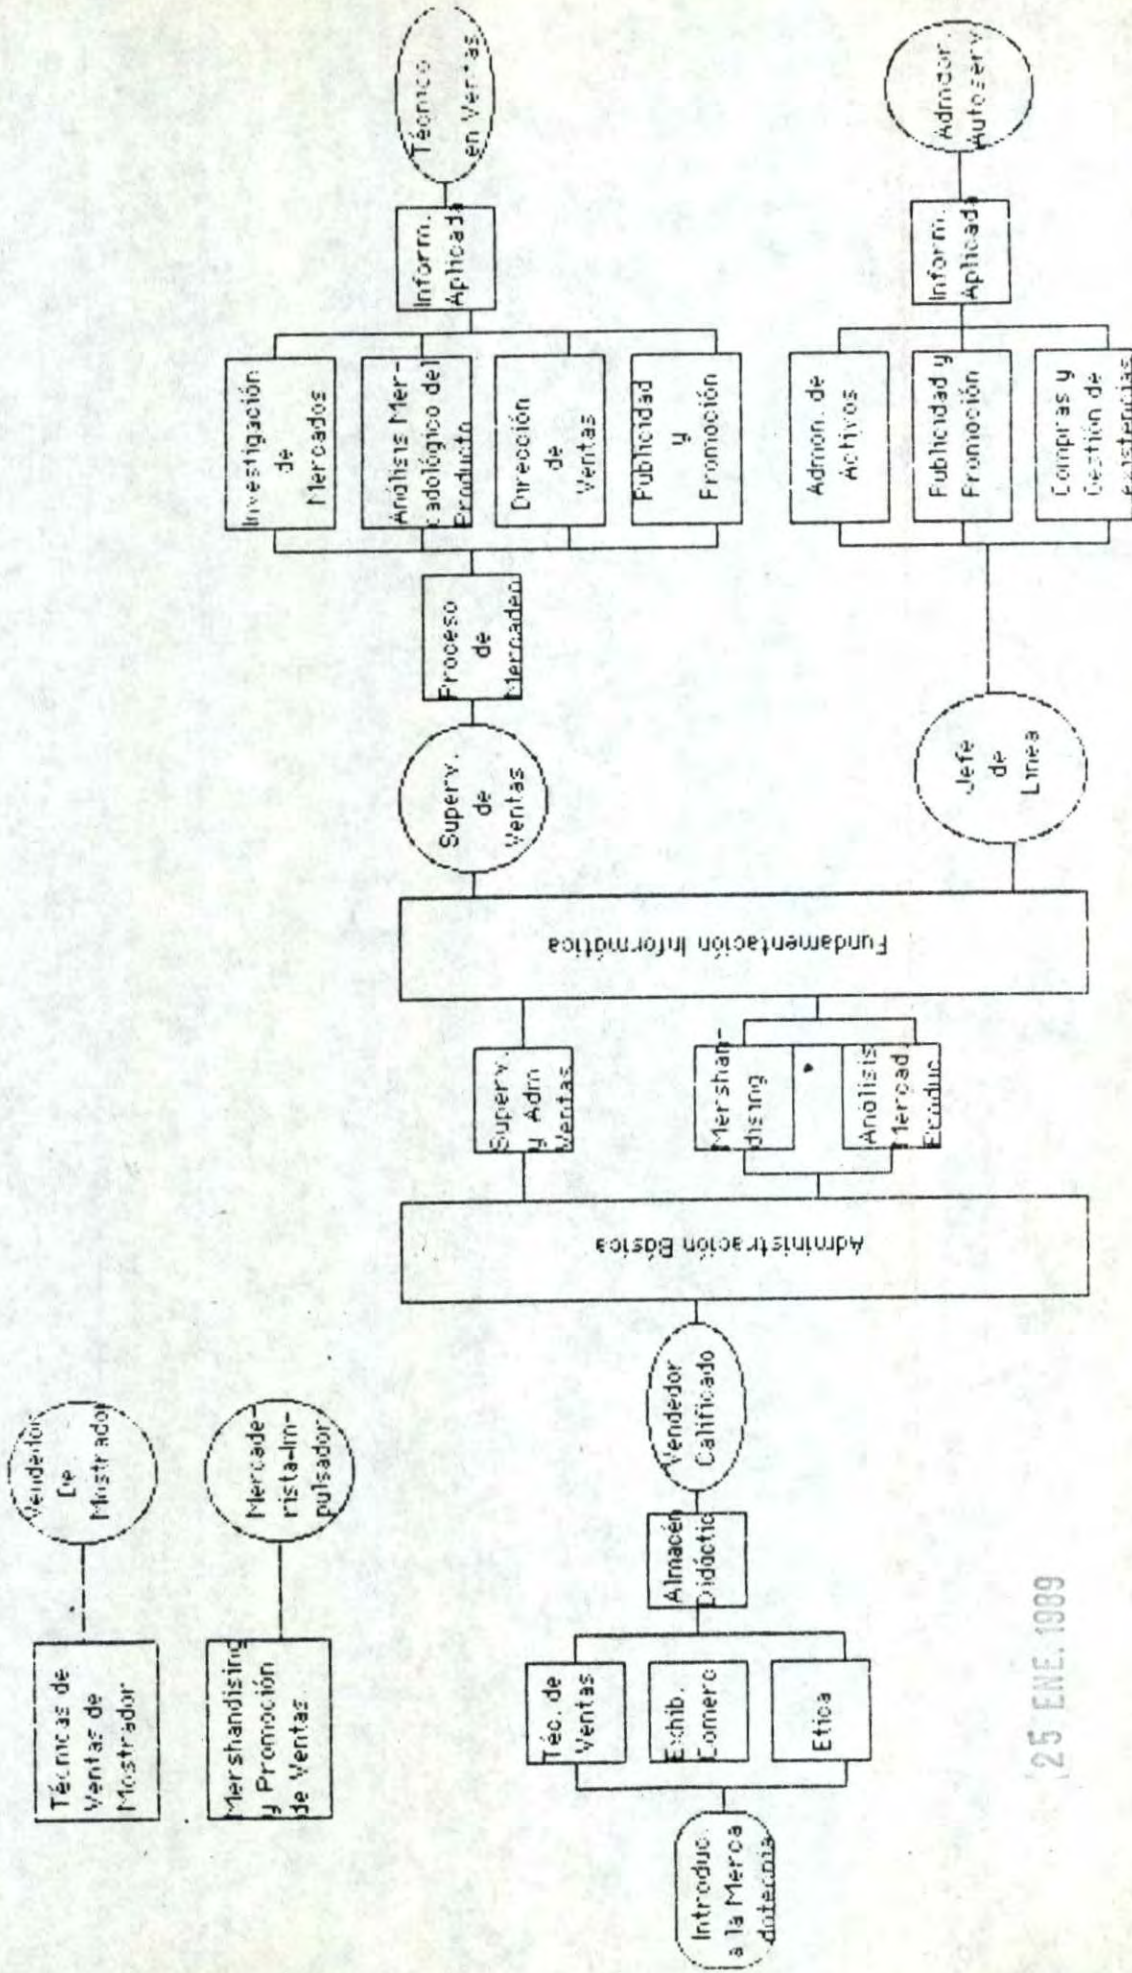 Técnicas de
Ventas de
Mostrador
Vendedor
De
Mostrador
Mershandising
y Promoción
de Ventas
Mercade-
rista-Im-
pulsador
Introduc.
a la Merca
dotecnia
Téc. de
Ventas
Exhib.
Comerc
Etica
Almacén
Didáctic
Vendedor
Calificado
Administración Básica
Superv.
y Adm
Ventas
Mershan-
dising
Análisis
Mercad.
Produc.
Fundamentación Informática
Superv.
de
Ventas
Proceso
de
Mercadeo
Investigación
de
Mercados
Análisis Mer-
cadológico del
Producto
Dirección
de
Ventas
Publicidad
y
Promoción
Inform.
Aplicada
Técnico
en Ventas
Jefe
de
Línea
Admon. de
Activos
Publicidad y
Promoción
Compras y
Gestión de
existencias
Inform.
Aplicada
Admdor.
Autoserv
25 ENE. 1989